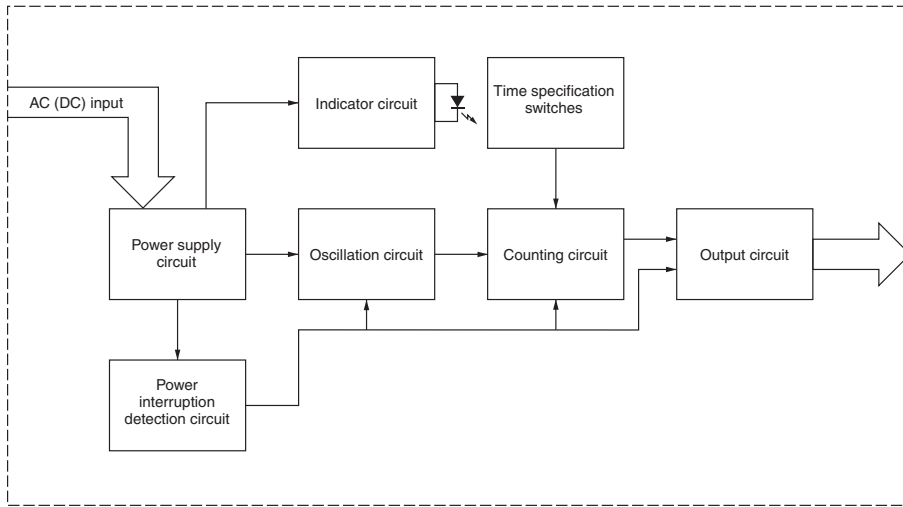 AC (DC) input
Indicator circuit
Time specification
switches
Power supply
circuit
Oscillation circuit
Counting circuit
Output circuit
Power
interruption
detection circuit